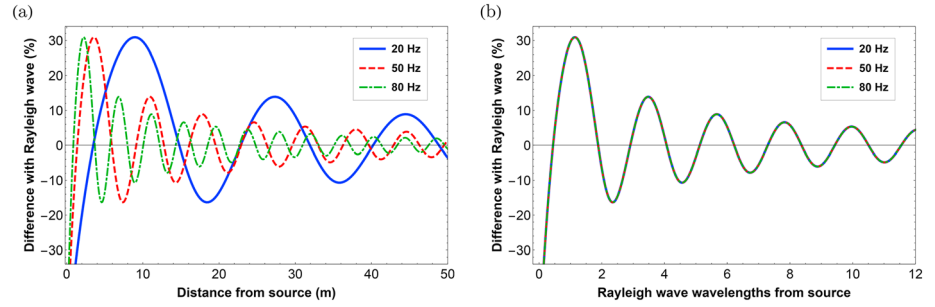 (a)
Difference with Rayleigh wave (%)
30
20
10
0
−10
−20
−30
20 Hz
50 Hz
80 Hz
0 10 20 30 40 50
Distance from source (m)
(b)
Difference with Rayleigh wave (%)
30
20
10
0
−10
−20
−30
20 Hz
50 Hz
80 Hz
0 2 4 6 8 10 12
Rayleigh wave wavelengths from source